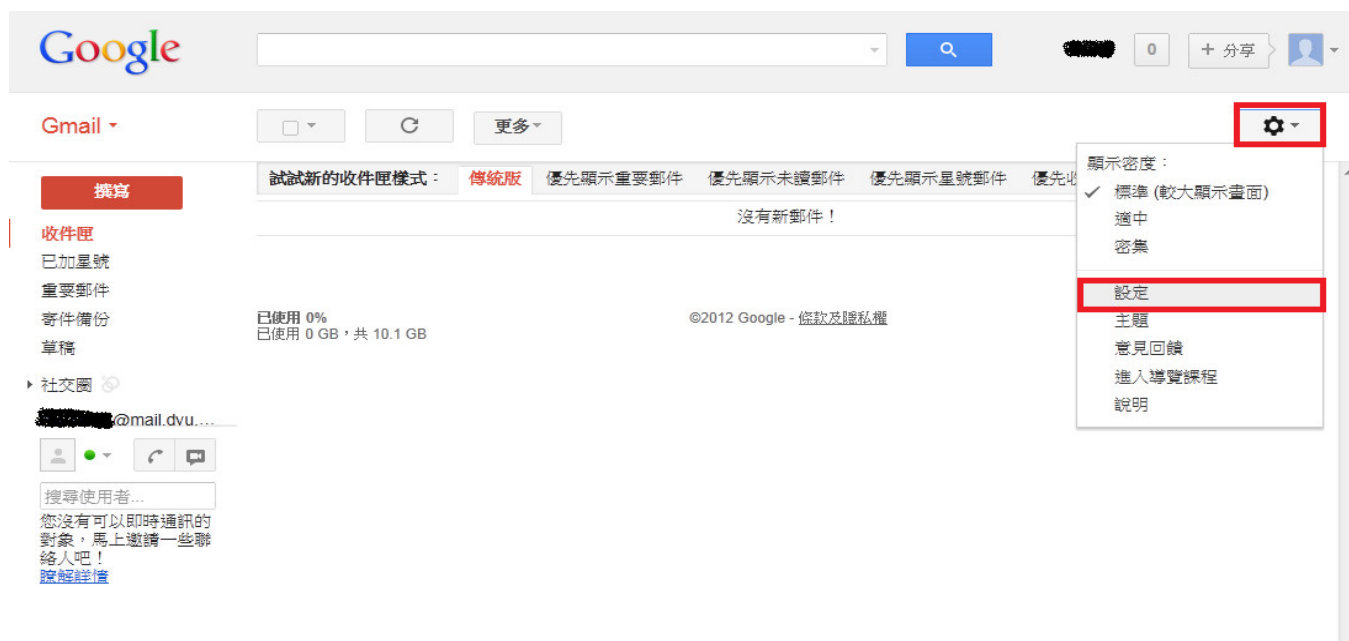 Google
0
+ 分享
Gmail
更多
顯示密度：
標準 (較大顯示畫面)
適中
密集
設定
主題
意見回饋
進入導覽課程
說明
撰寫
收件匣
已加星號
重要郵件
寄件備份
草稿
社交圈
試試新的收件匣樣式： 傳統版 優先顯示重要郵件 優先顯示未讀郵件 優先顯示星號郵件 優先收
沒有新郵件！
已使用 0%
已使用 0 GB，共 10.1 GB
©2012 Google - 條款及隱私權
@mail.dyu....
搜尋使用者...
您沒有可以即時通訊的
對象，馬上邀請一些聯
絡人吧！
瞭解詳情